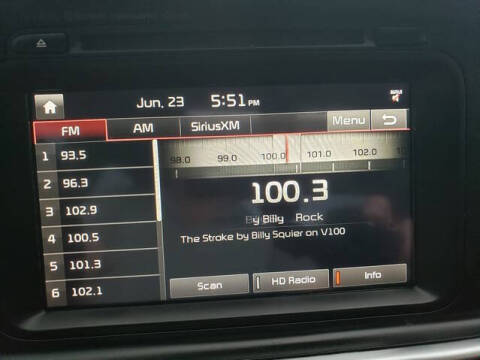 Jun, 23 5:51 PM
FM AM SiriusXM Menu
1 93.5
2 96.3
3 102.9
4 100.5
5 101.3
6 102.1
98.0 99.0 100.0 101.0 102.0
100.3
By Billy Rock
The Stroke by Billy Squier on V100
Scan HD Radio Info